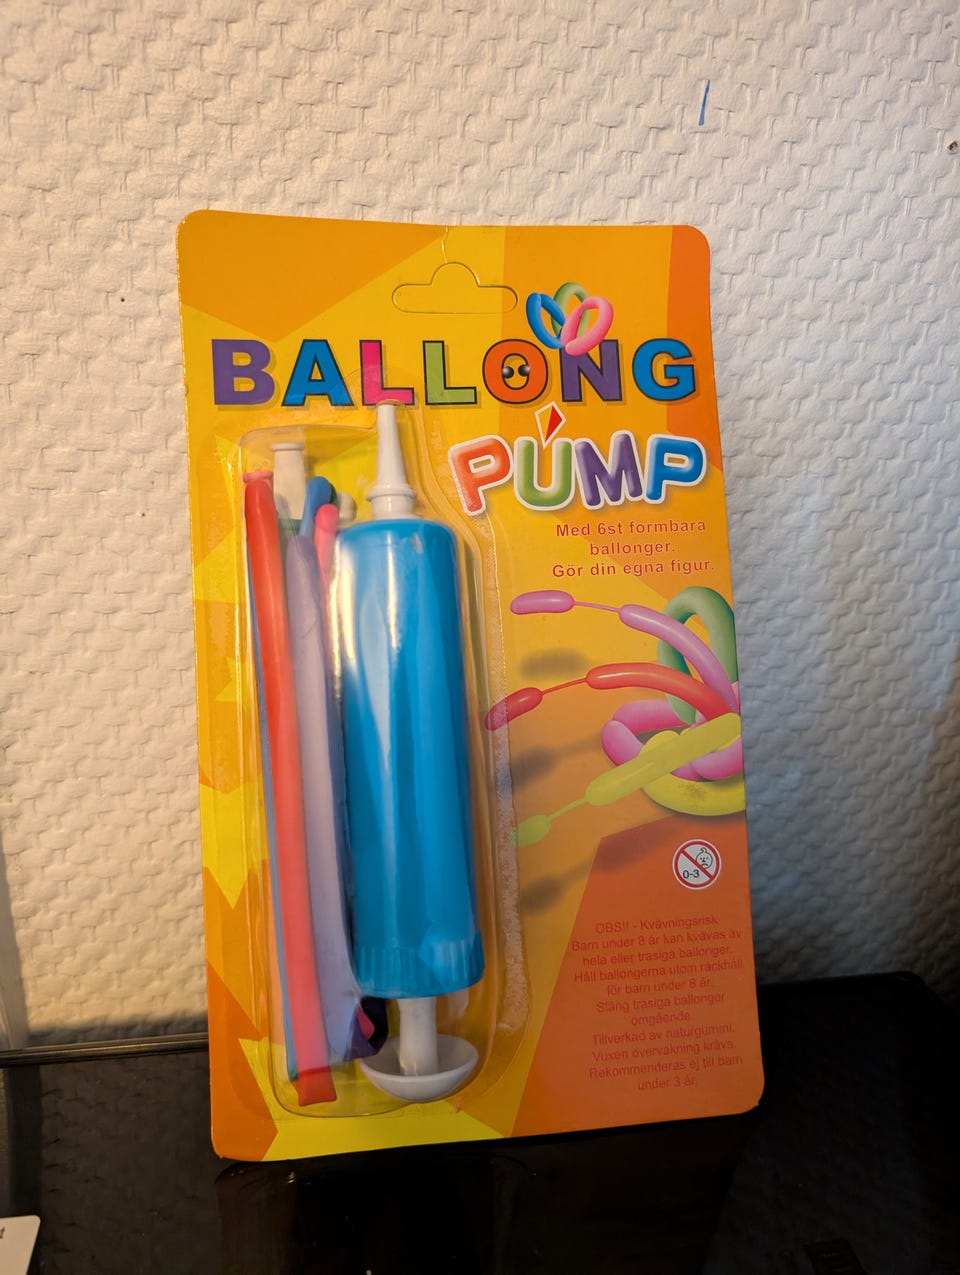 BALLONG
PUMP
Med 6st formbara
ballonger.
Gör din egna figur.
0-3
OBS!! - Kvävningsrisk
Barn under 8 år kan kvävas av
hela eller trasiga ballonger.
Håll ballongerna utom räckhåll
för barn under 8 år.
Släng trasiga ballonger
omgående.
Tillverkad av naturgummi.
Vuxen övervakning krävs.
Rekommenderas ej till barn
under 3 år.